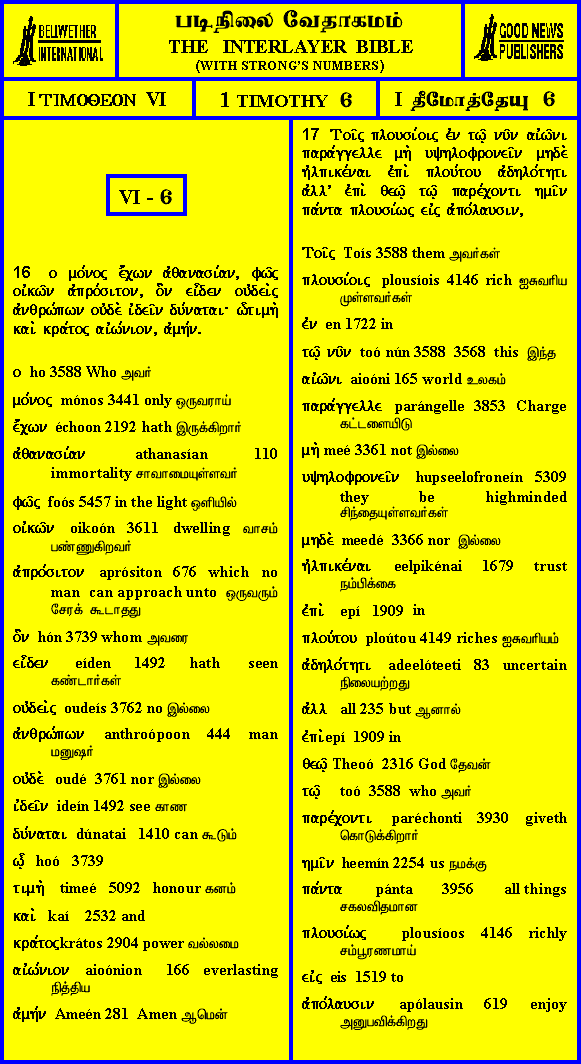 BELLWETHER
INTERNATIONAL
படிநிலை வேதாகமம்
THE INTERLAYER BIBLE
(WITH STRONG'S NUMBERS)
GOOD NEWS
PUBLISHERS
I ΤΙΜΟΘΕΟΝ VI
1 TIMOTHY 6
I தீமோத்தேயு 6
VI - 6
16 ο μόνος ἔχων ἀθανασίαν, φῶς
οἰκῶν ἀπρόσιτον, ὃν εἶδεν οὐδεὶς
ἀνθρώπων οὐδὲ ἰδεῖν δύναται· ᾧτιμὴ
καὶ κράτος αἰώνιον, ἀμήν.
ο ho 3588 Who அவர்
μόνος mónos 3441 only ஒருவராய்
ἔχων échoon 2192 hath இருக்கிறார்
ἀθανασίαν athanasían 110
immortality சாவாமையுள்ளவர்
φῶς foós 5457 in the light ஒளியில்
οἰκῶν oikoón 3611 dwelling வாசம்
பண்ணுகிறவர்
ἀπρόσιτον aprósiton 676 which no
man can approach unto ஒருவரும்
சேரக் கூடாதது
ὃν hón 3739 whom அவரை
εἶδεν eíden 1492 hath seen
கண்டார்கள்
οὐδεὶς oudeís 3762 no இல்லை
ἀνθρώπων anthroópoon 444 man
மனுஷர்
οὐδὲ oudé 3761 nor இல்லை
ἰδεῖν ideín 1492 see காண
δύναται dúnatai 1410 can கூடும்
ᾧ hoó 3739
τιμὴ timeé 5092 honour கனம்
καὶ kaí 2532 and
κράτοςkrátos 2904 power வல்லமை
αἰώνιον aioónion 166 everlasting
நித்திய
ἀμήν Ameén 281 Amen ஆமென்
17 Τοῖς πλουσίοις ἐν τῷ νῦν αἰῶνι
παράγγελλε μὴ υψηλοφρονεῖν μηδὲ
ἠλπικέναι ἐπὶ πλούτου ἀδηλότητι
ἀλλ' ἐπὶ θεῷ τῷ παρέχοντι ημῖν
πάντα πλουσίως εἰς ἀπόλαυσιν,
Τοῖς Toís 3588 them அவர்கள்
πλουσίοις plousíois 4146 rich ஐசுவரிய
முள்ளவர்கள்
ἐν en 1722 in
τῷ νῦν toó nún 3588 3568 this இந்த
αἰῶνι aioóni 165 world உலகம்
παράγγελλε parángelle 3853 Charge
கட்டளையிடு
μὴ meé 3361 not இல்லை
υψηλοφρονεῖν hupseelofroneín 5309
they be highminded
சிந்தையுள்ளவர்கள்
μηδὲ meedé 3366 nor இல்லை
ἠλπικέναι eelpikénai 1679 trust
நம்பிக்கை
ἐπὶ epí 1909 in
πλούτου ploútou 4149 riches ஐசுவரியம்
ἀδηλότητι adeelóteeti 83 uncertain
நிலையற்றது
ἀλλ all 235 but ஆனால்
ἐπὶepí 1909 in
θεῷ Theoó 2316 God தேவன்
τῷ toó 3588 who அவர்
παρέχοντι paréchonti 3930 giveth
கொடுக்கிறார்
ημῖν heemín 2254 us நமக்கு
πάντα pánta 3956 all things
சகலவிதமான
πλουσίως plousíoos 4146 richly
சம்பூரணமாய்
εἰς eis 1519 to
ἀπόλαυσιν apólausin 619 enjoy
அனுபவிக்கிறது